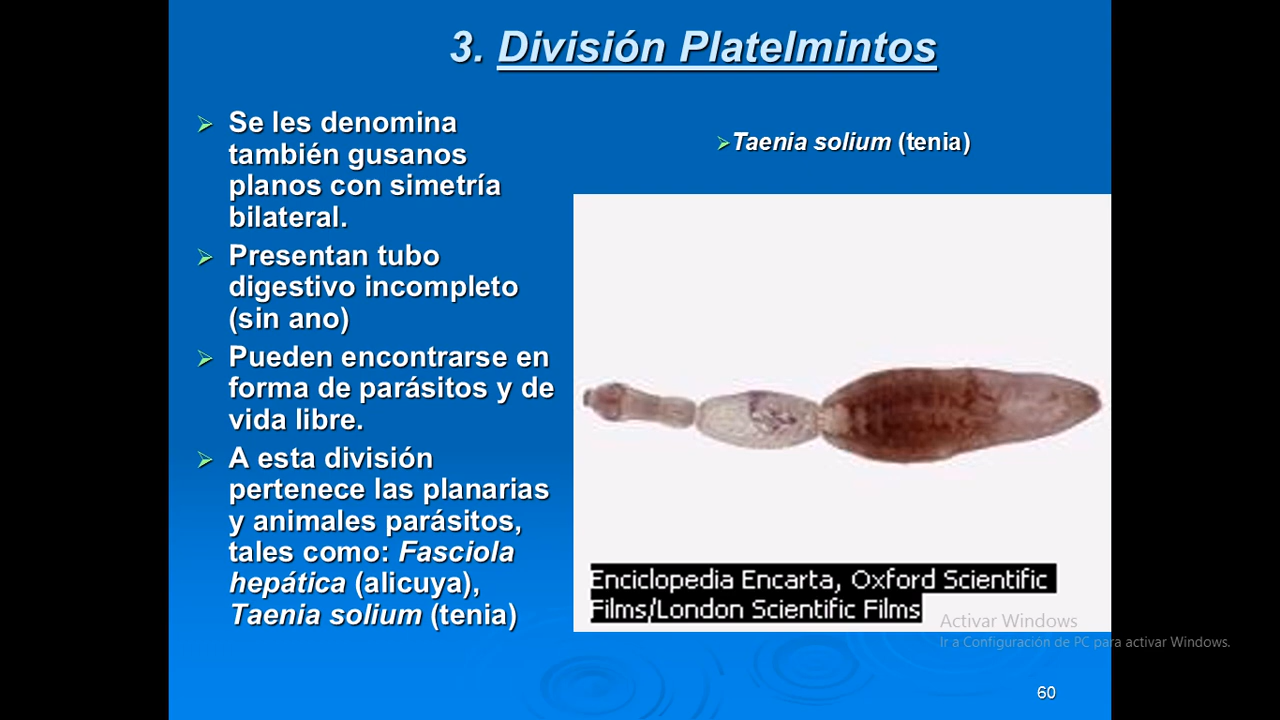 3. División Platelmintos
Se les denomina
también gusanos
planos con simetría
bilateral.
Presentan tubo
digestivo incompleto
(sin ano)
Pueden encontrarse en
forma de parásitos y de
vida libre.
A esta división
pertenece las planarias
y animales parásitos,
tales como: Fasciola
hepática (alicuya),
Taenia solium (tenia)
Taenia solium (tenia)
Enciclopedia Encarta, Oxford Scientific
Films/London Scientific Films
Activar Windows
Ir a Configuración de PC para activar Windows.
60